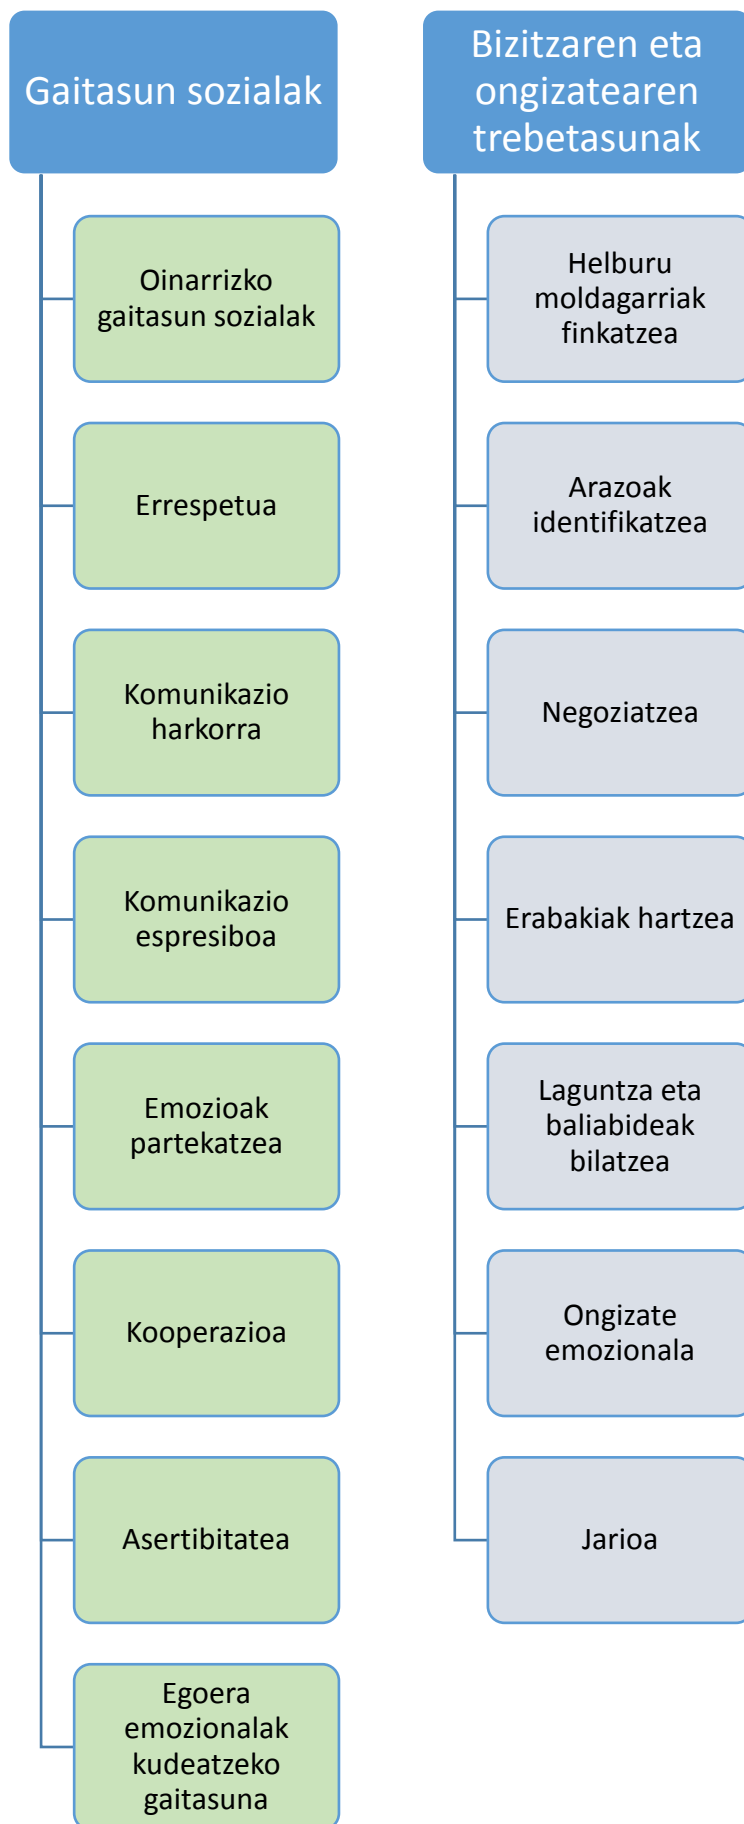 Gaitasun sozialak
Oinarrizko
gaitasun sozialak
Errespetua
Komunikazio
harkorra
Komunikazio
espresiboa
Emozioak
partekatzea
Kooperazioa
Asertibitatea
Egoera
emozionalak
kudeatzeko
gaitasuna
Bizitzaren eta
ongizatearen
trebetasunak
Helburu
moldagarriak
finkatzea
Arazoak
identifikatzea
Negoziatzea
Erabakiak hartzea
Laguntza eta
baliabideak
bilatzea
Ongizate
emozionala
Jarioa